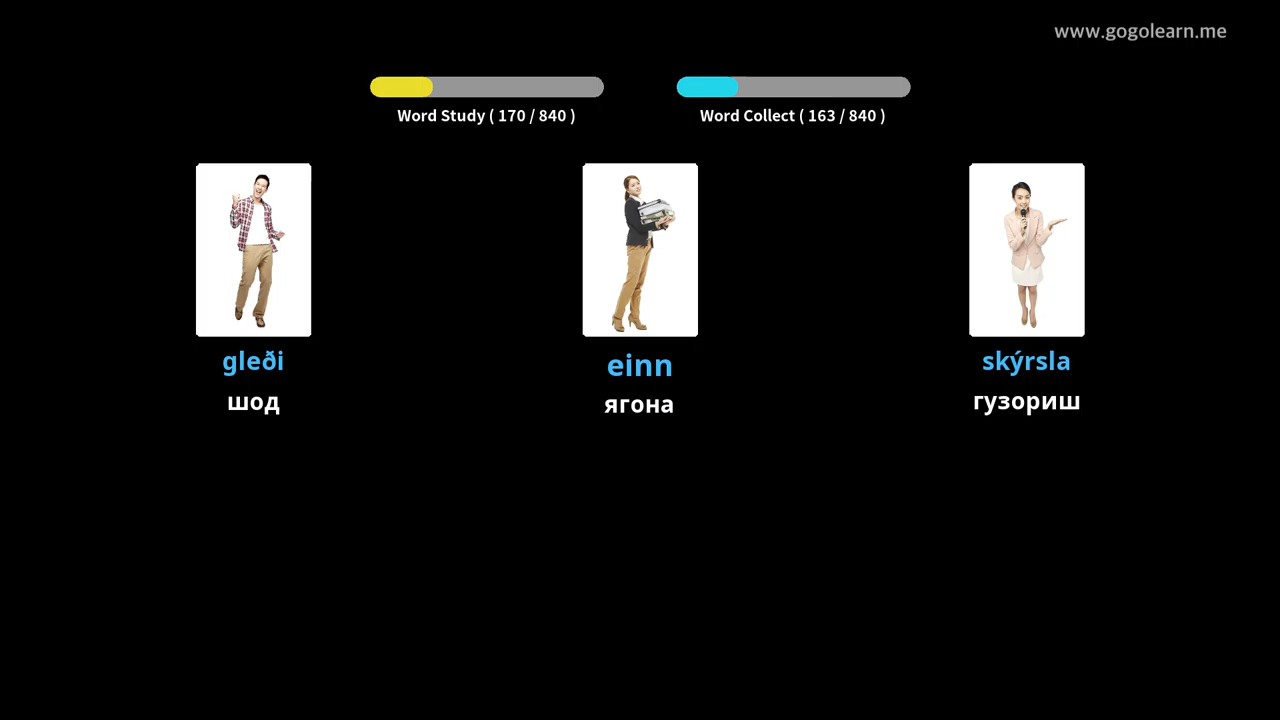 www.gogolearn.me
Word Study ( 170 / 840 )
Word Collect ( 163 / 840 )
gleði
einn
skýrsla
шод
ягона
гузориш